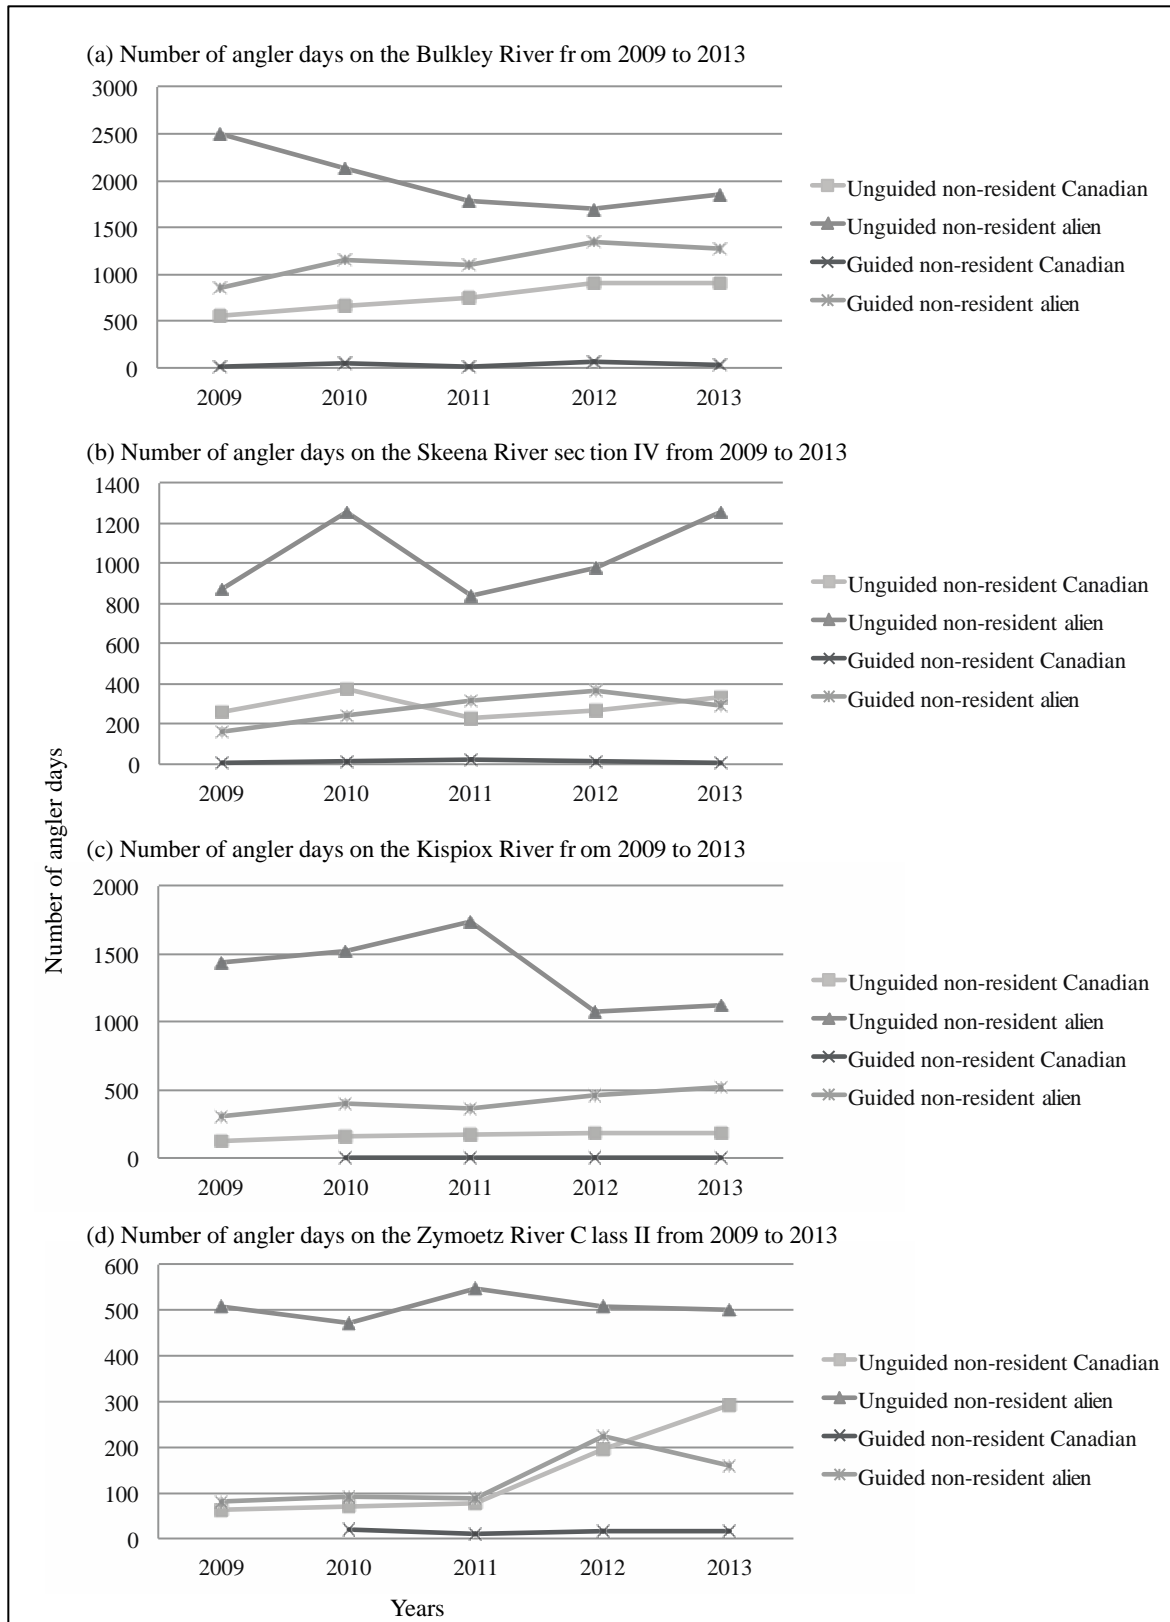 (a) Number of angler days on the Bulkley River fr om 2009 to 2013
3000
2500
2000
1500
1000
500
0
2009 2010 2011 2012 2013
Unguided non-resident Canadian
Unguided non-resident alien
Guided non-resident Canadian
Guided non-resident alien
(b) Number of angler days on the Skeena River sec tion IV from 2009 to 2013
1400
1200
1000
800
600
400
200
0
2009 2010 2011 2012 2013
Unguided non-resident Canadian
Unguided non-resident alien
Guided non-resident Canadian
Guided non-resident alien
Number of angler days
(c) Number of angler days on the Kispiox River fr om 2009 to 2013
2000
1500
1000
500
0
2009 2010 2011 2012 2013
Unguided non-resident Canadian
Unguided non-resident alien
Guided non-resident Canadian
Guided non-resident alien
(d) Number of angler days on the Zymoetz River C lass II from 2009 to 2013
600
500
400
300
200
100
0
2009 2010 2011 2012 2013
Unguided non-resident Canadian
Unguided non-resident alien
Guided non-resident Canadian
Guided non-resident alien
Years